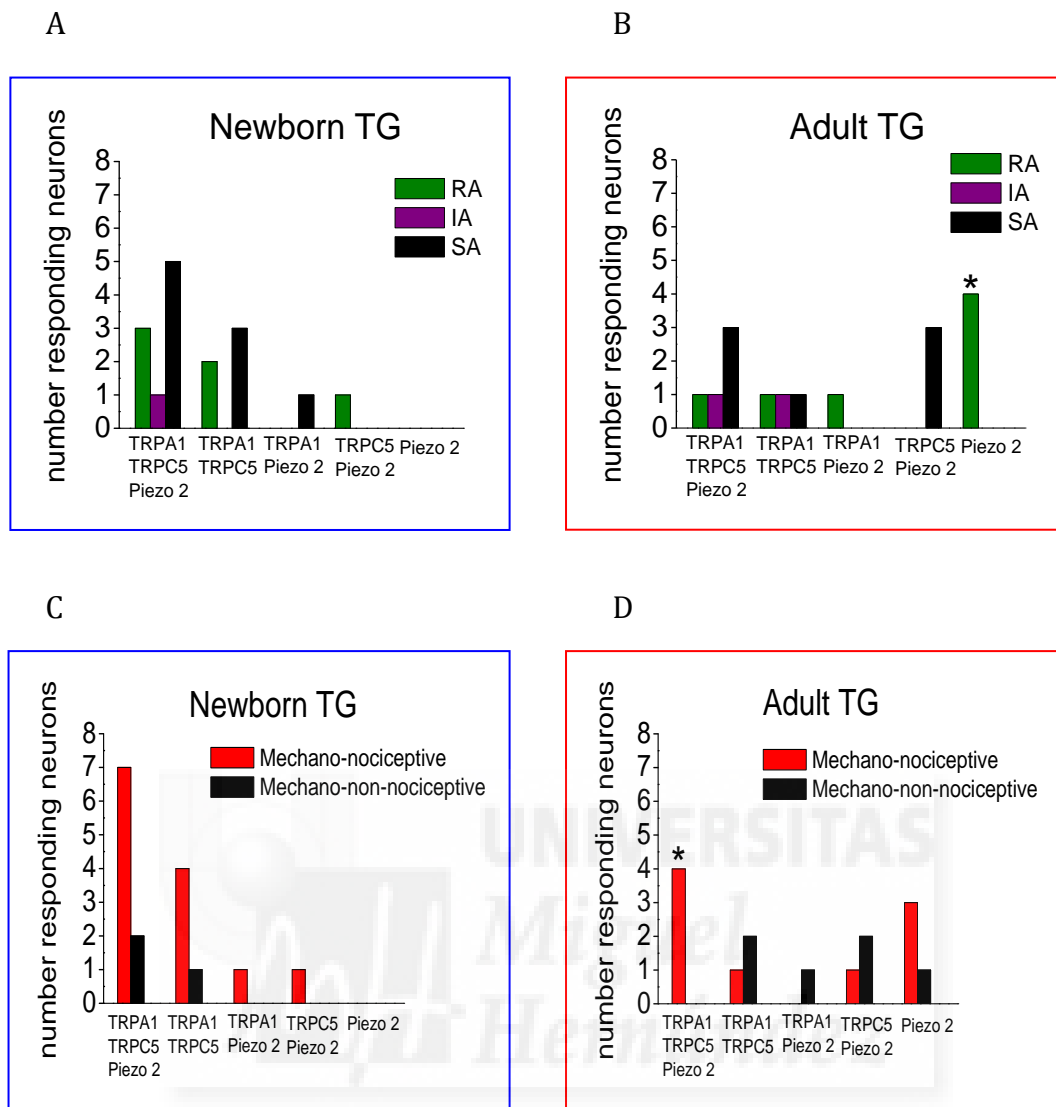 A
Newborn TG
number responding neurons
8
7
6
5
4
3
2
1
0
RA
IA
SA
TRPA1 TRPA1 TRPA1 TRPC5 Piezo 2
TRPC5 TRPC5 Piezo 2 Piezo 2
Piezo 2
B
Adult TG
number responding neurons
8
7
6
5
4
3
2
1
0
RA
IA
SA
*
TRPA1 TRPA1 TRPA1 TRPC5 Piezo 2
TRPC5 TRPC5 Piezo 2 Piezo 2
Piezo 2
C
Newborn TG
number responding neurons
8
7
6
5
4
3
2
1
0
Mechano-nociceptive
Mechano-non-nociceptive
TRPA1 TRPA1 TRPA1 TRPC5 Piezo 2
TRPC5 TRPC5 Piezo 2 Piezo 2
Piezo 2
D
Adult TG
number responding neurons
8
7
6
5
4
3
2
1
0
Mechano-nociceptive
Mechano-non-nociceptive
*
TRPA1 TRPA1 TRPA1 TRPC5 Piezo 2
TRPC5 TRPC5 Piezo 2 Piezo 2
Piezo 2
UNIVERSITAS
Miguel
Hernández